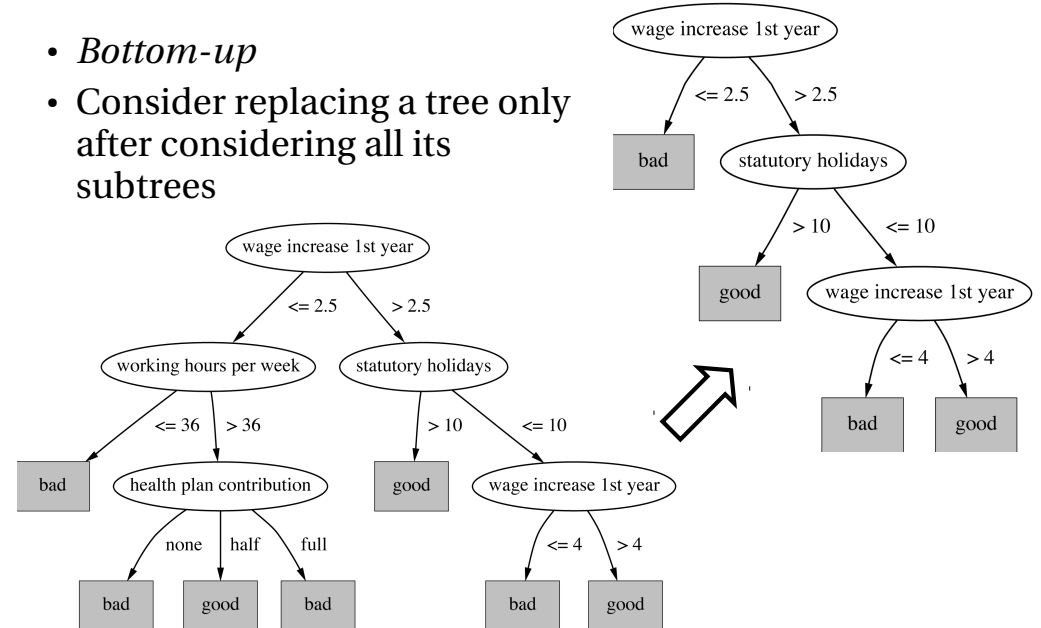 • Bottom-up
• Consider replacing a tree only
after considering all its
subtrees
wage increase 1st year
<= 2.5 > 2.5
working hours per week statutory holidays
<= 36 > 36 > 10 <= 10
bad health plan contribution good wage increase 1st year
none half full <= 4 > 4
bad good bad bad good
wage increase 1st year
<= 2.5 > 2.5
bad statutory holidays
> 10 <= 10
good wage increase 1st year
<= 4 > 4
bad good